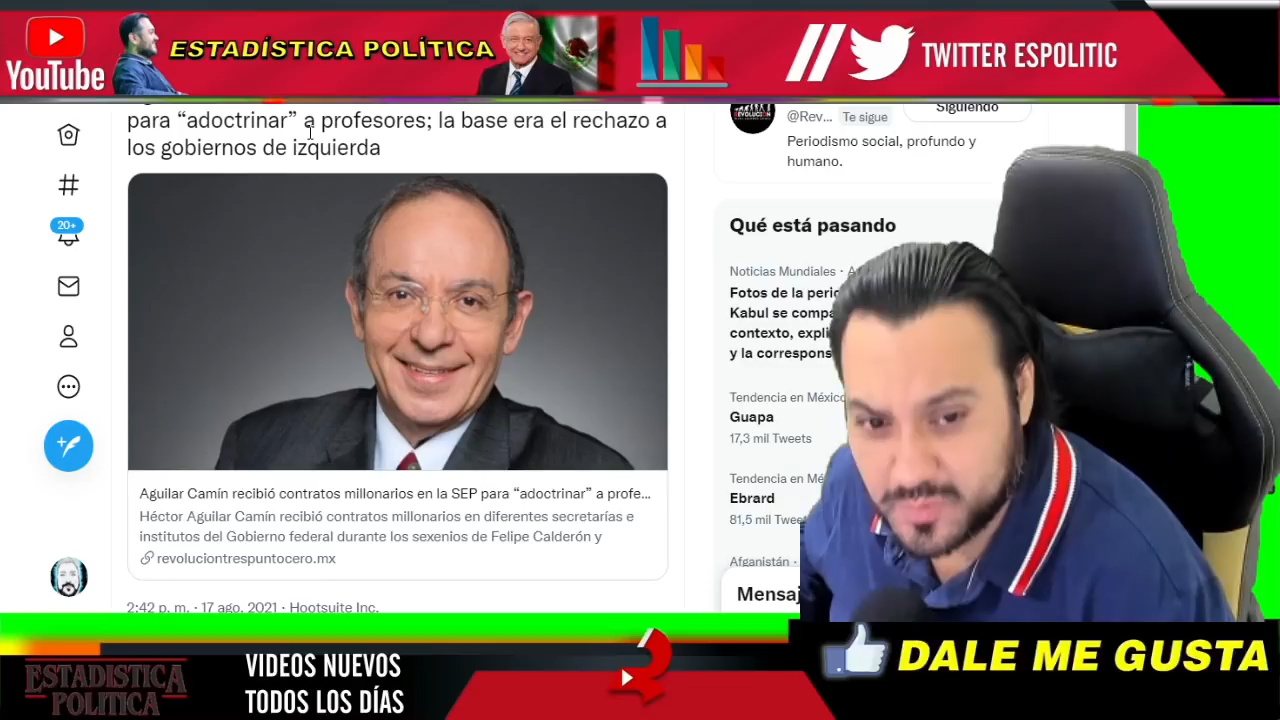 YouTube
ESTADÍSTICA POLÍTICA
TWITTER ESPOLITIC
para “adoctrinar” a profesores; la base era el rechazo a
los gobiernos de izquierda
20+
Aguilar Camín recibió contratos millonarios en la SEP para “adoctrinar” a profe...
Héctor Aguilar Camín recibió contratos millonarios en diferentes secretarías e
institutos del Gobierno federal durante los sexenios de Felipe Calderón y
revoluciontrespuntocero.mx
2:42 p. m. · 17 ago. 2021 · Hootsuite Inc.
REVOLUCIÓN
@Rev... Te sigue
Siguiendo
Periodismo social, profundo y
humano.
Qué está pasando
Noticias Mundiales · A
Fotos de la peri
Kabul se compa
contexto, expli
y la correspons
Tendencia en México
Guapa
17,3 mil Tweets
Tendencia en Mé
Ebrard
81,5 mil Twee
Afganistán ·
Mensaj
DALE ME GUSTA
ESTADISTICA
POLITICA
VIDEOS NUEVOS
TODOS LOS DÍAS